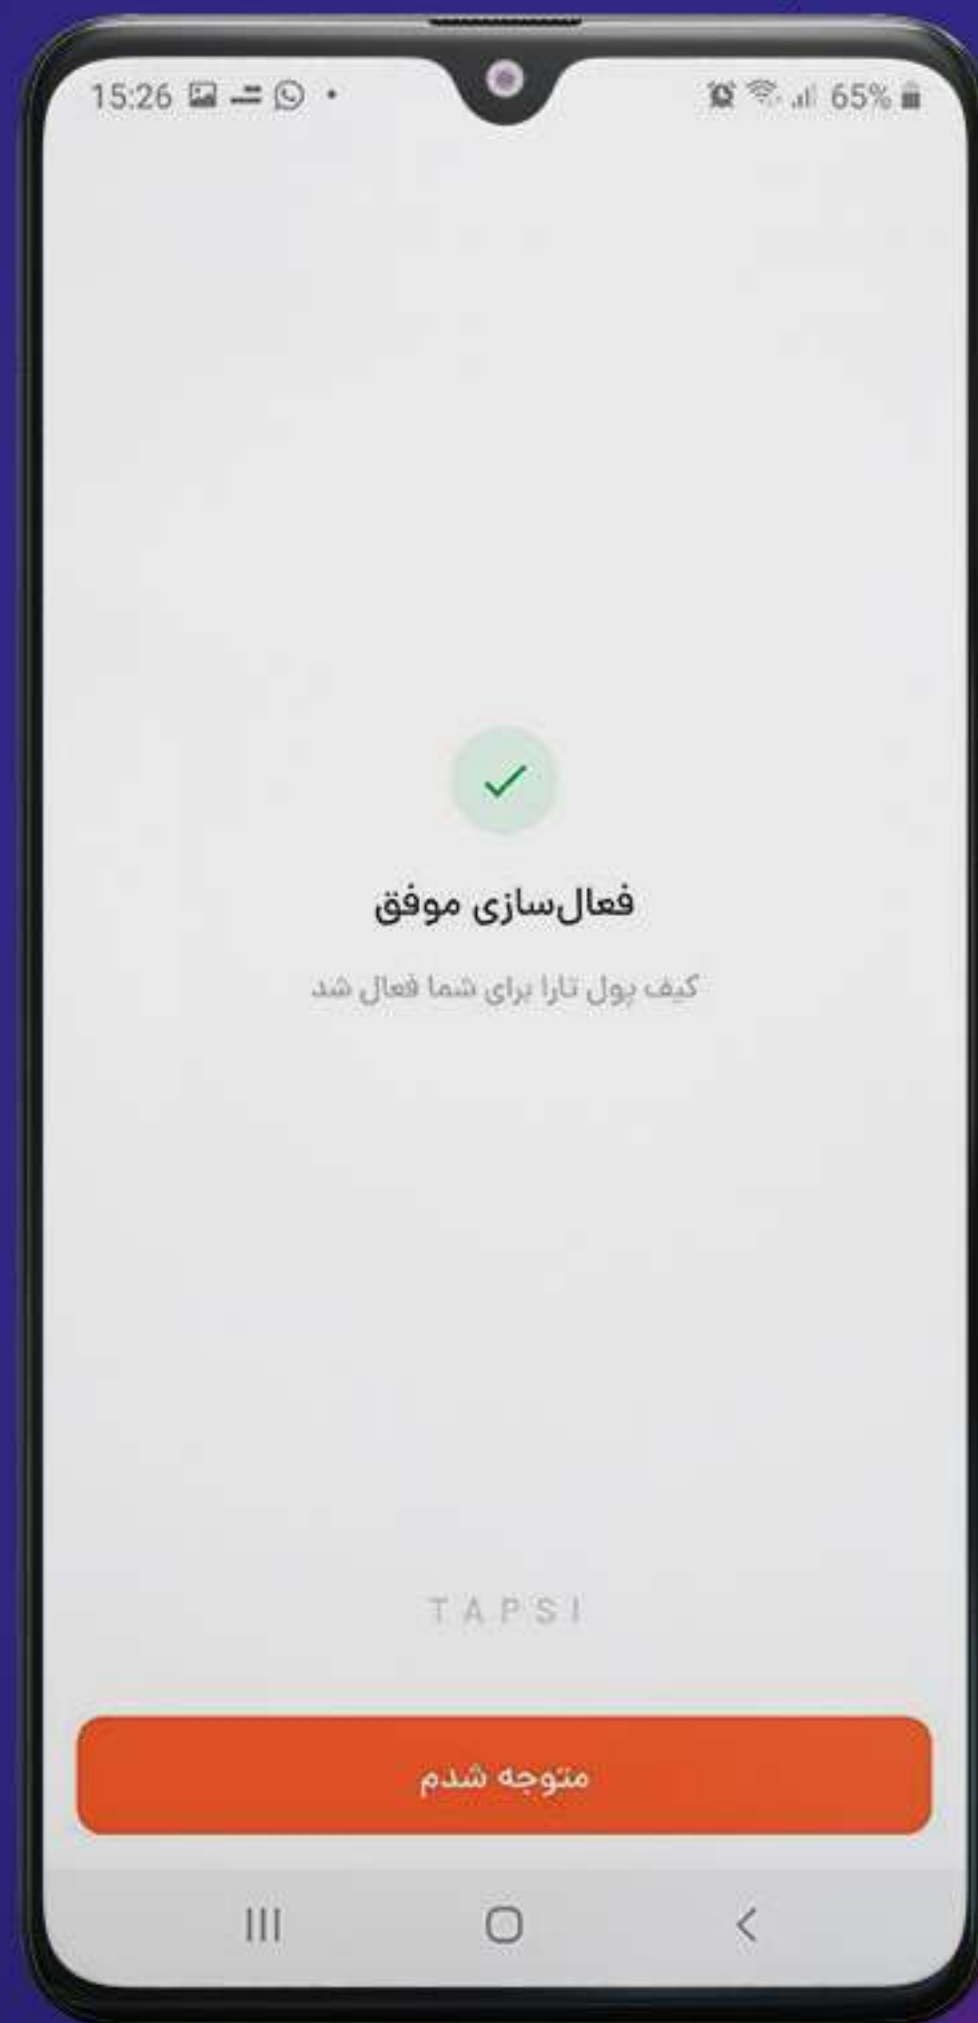 15:26
65%
فعال‌سازی موفق
کیف پول تارا برای شما فعال شد
TAPSI
متوجه شدم